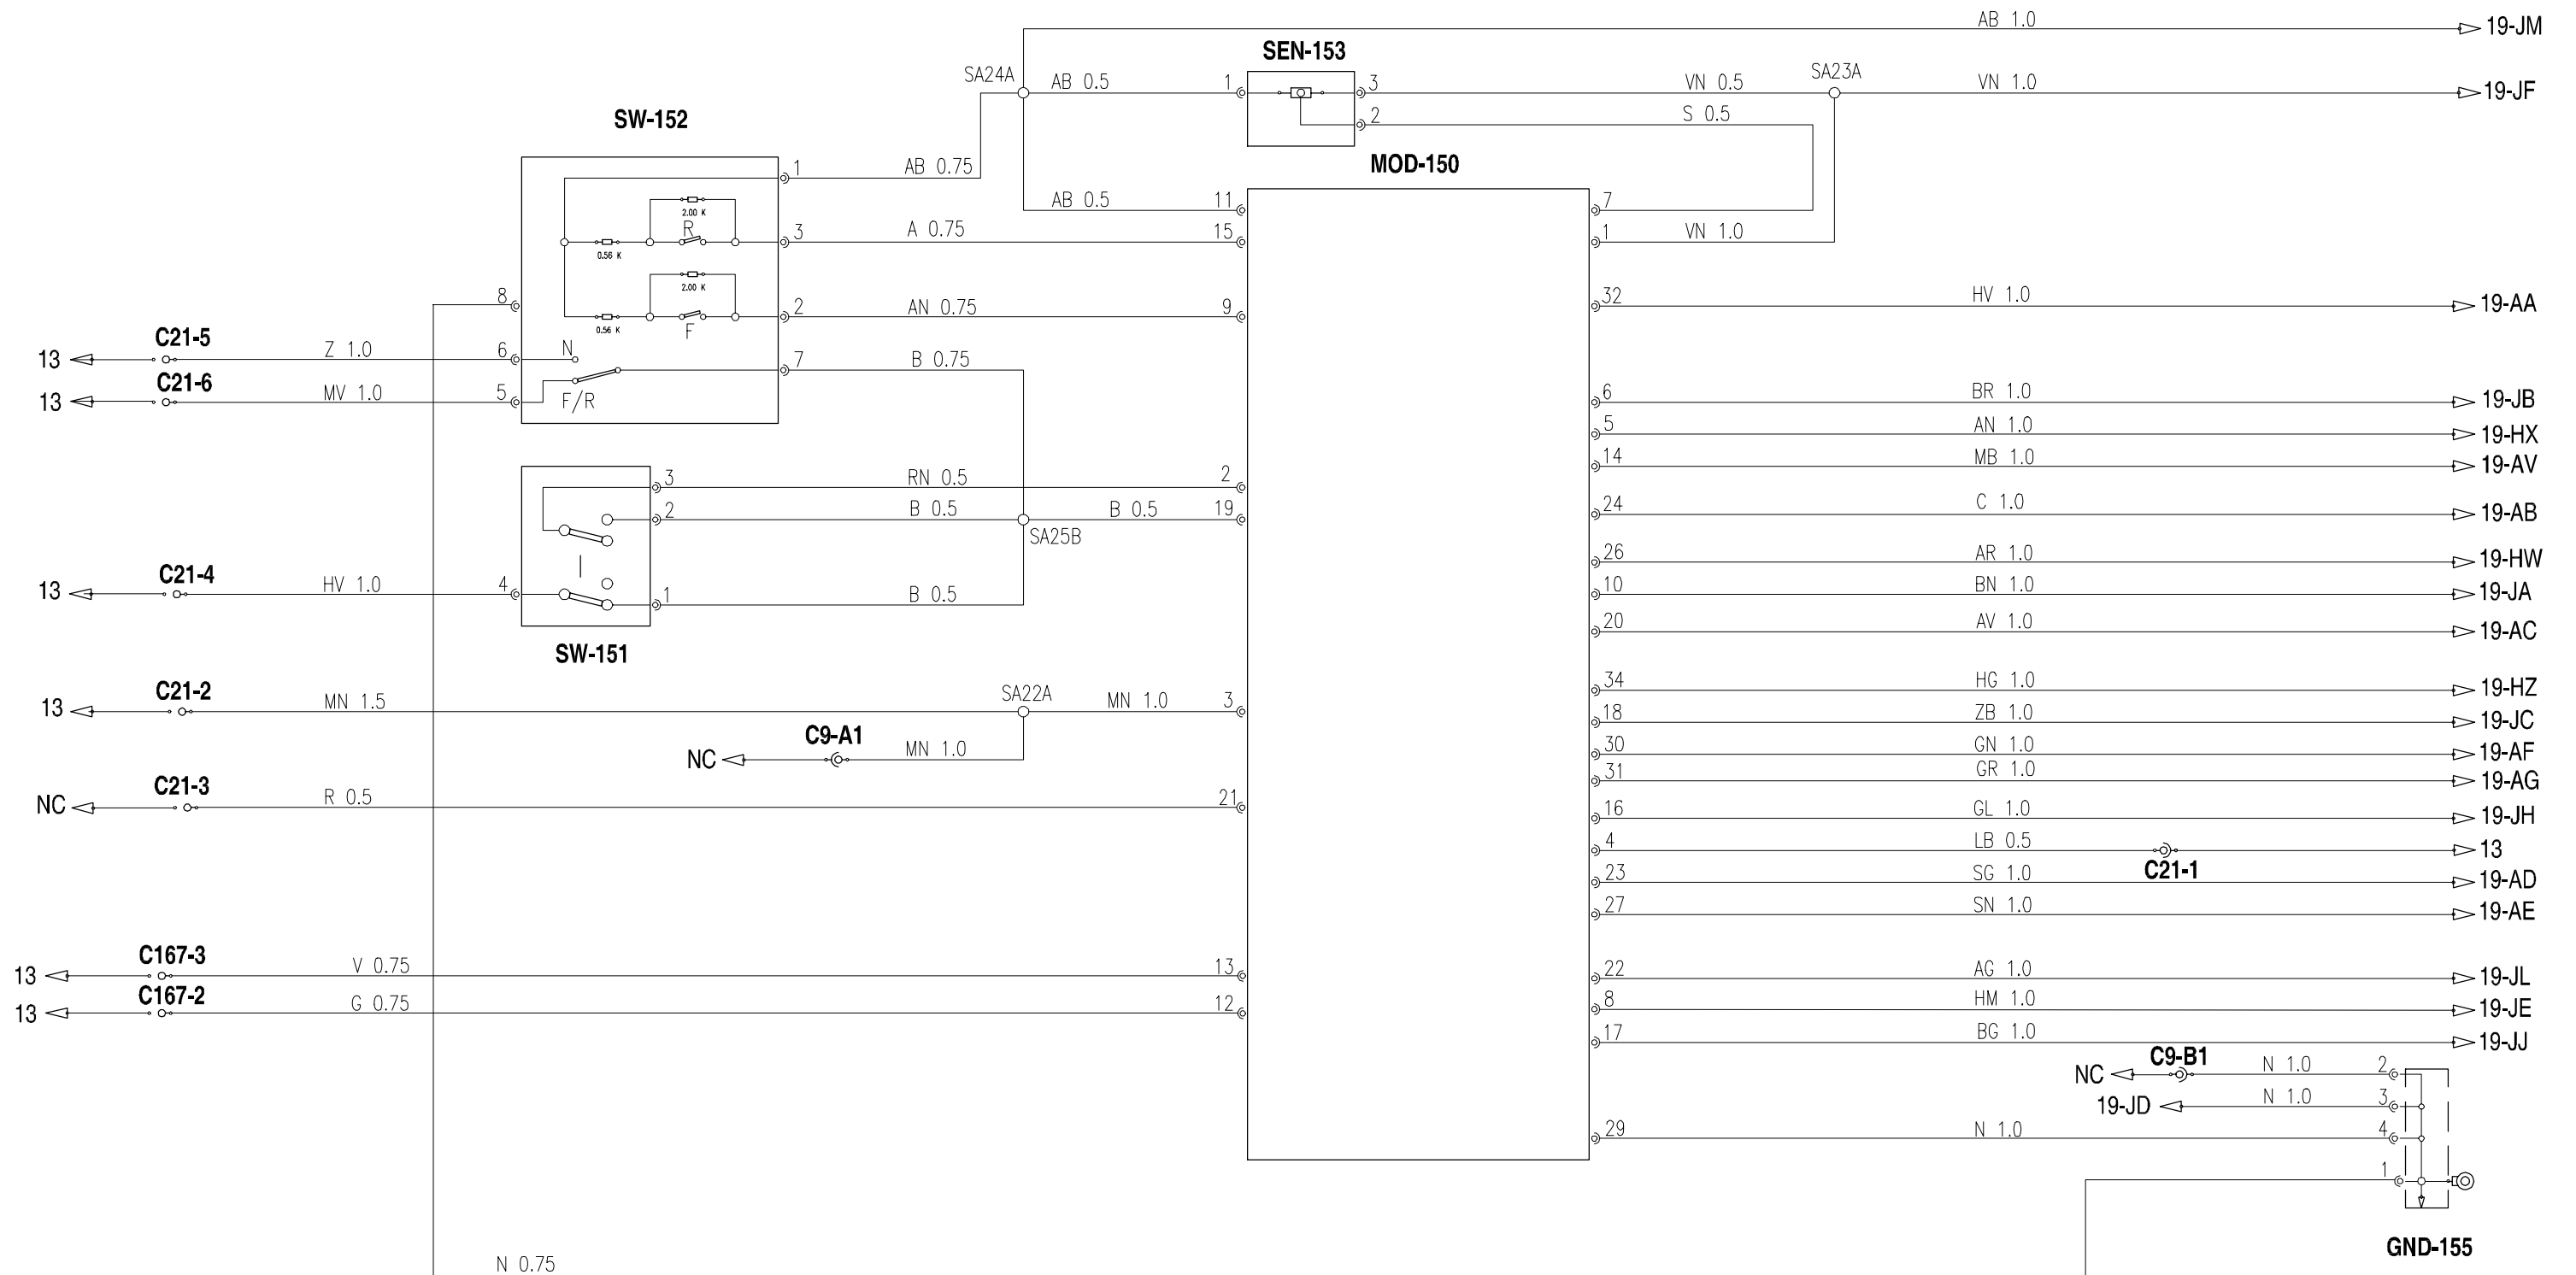 AB 1.0
19-JM
SEN-153
SA24A
AB 0.5
1
3
VN 0.5
SA23A
VN 1.0
19-JF
2
S 0.5
SW-152
MOD-150
1
AB 0.75
AB 0.5
11
7
2.00 K
R
3
A 0.75
15
1
VN 1.0
0.56 K
2.00 K
8
2
AN 0.75
9
32
HV 1.0
19-AA
0.56 K
F
C21-5
13
Z 1.0
6
N
7
B 0.75
C21-6
13
MV 1.0
5
F/R
6
BR 1.0
19-JB
5
AN 1.0
19-HX
14
MB 1.0
19-AV
3
RN 0.5
2
2
B 0.5
B 0.5
19
SA25B
24
C 1.0
19-AB
26
AR 1.0
19-HW
C21-4
13
HV 1.0
4
1
B 0.5
10
BN 1.0
19-JA
20
AV 1.0
19-AC
SW-151
C21-2
13
MN 1.5
SA22A
MN 1.0
3
34
HG 1.0
19-HZ
18
ZB 1.0
19-JC
C9-A1
NC
MN 1.0
30
GN 1.0
19-AF
31
GR 1.0
19-AG
C21-3
NC
R 0.5
21
16
GL 1.0
19-JH
4
LB 0.5
13
C21-1
23
SG 1.0
19-AD
27
SN 1.0
19-AE
C167-3
13
V 0.75
13
22
AG 1.0
19-JL
C167-2
13
G 0.75
12
8
HM 1.0
19-JE
17
BG 1.0
19-JJ
C9-B1
NC
N 1.0
2
19-JD
N 1.0
3
29
N 1.0
4
1
GND-155
N 0.75